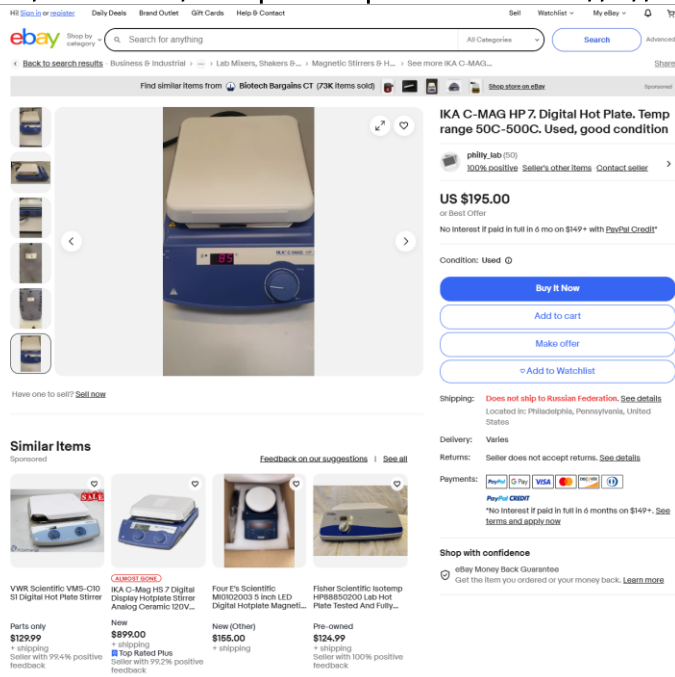 Hi! Sign in or register Daily Deals Brand Outlet Gift Cards Help & Contact Sell Watchlist My eBay
ebay Shop by category Search for anything All Categories Search Advanced
Back to search results Business & Industrial > ... > Lab Mixers, Shakers &... > Magnetic Stirrers & H... > See more IKA C-MAG... Share
Find similar items from Biotech Bargains CT (73K items sold) Shop store on eBay Sponsored
IKA C-MAG HP 7. Digital Hot Plate. Temp
range 50C-500C. Used, good condition
philly_lab (50)
100% positive Seller's other items Contact seller
US $195.00
or Best Offer
No Interest if paid in full in 6 mo on $149+ with PayPal Credit*
Condition: Used
Buy It Now
Add to cart
Make offer
Add to Watchlist
Shipping: Does not ship to Russian Federation. See details
Located in: Philadelphia, Pennsylvania, United
States
Delivery: Varies
Returns: Seller does not accept returns. See details
Payments: PayPal G Pay VISA DISCOVER
PayPal CREDIT
*No Interest if paid in full in 6 months on $149+. See
terms and apply now
Shop with confidence
eBay Money Back Guarantee
Get the item you ordered or your money back. Learn more
85
IKA C-MAG HP
Have one to sell? Sell now
Similar Items
Sponsored
Feedback on our suggestions | See all
SALE
VWR Scientific VMS-C10
S1 Digital Hot Plate Stirrer
Parts only
$129.99
+ shipping
Seller with 99.4% positive
feedback
ALMOST GONE
IKA C-MAG HS 7 Digital
Display Hotplate Stirrer
Analog Ceramic 120V...
New
$899.00
+ shipping
Top Rated Plus
Seller with 99.2% positive
feedback
Four E's Scientific
MI0102003 5 inch LED
Digital Hotplate Magneti...
New (Other)
$155.00
+ shipping
Fisher Scientific Isotemp
HP88850200 Lab Hot
Plate Tested And Fully...
Pre-owned
$124.99
+ shipping
Seller with 100% positive
feedback